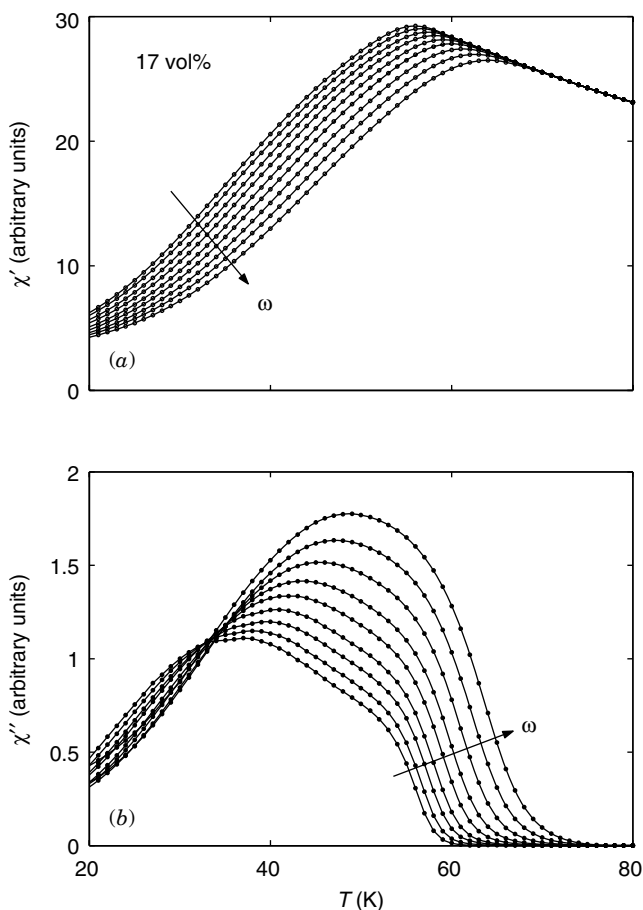 30
17 vol%
20
χ′ (arbitrary units)
10
ω
(a)
0
2
1.5
χ′′ (arbitrary units)
1
ω
0.5
(b)
0
20
40
60
80
T (K)